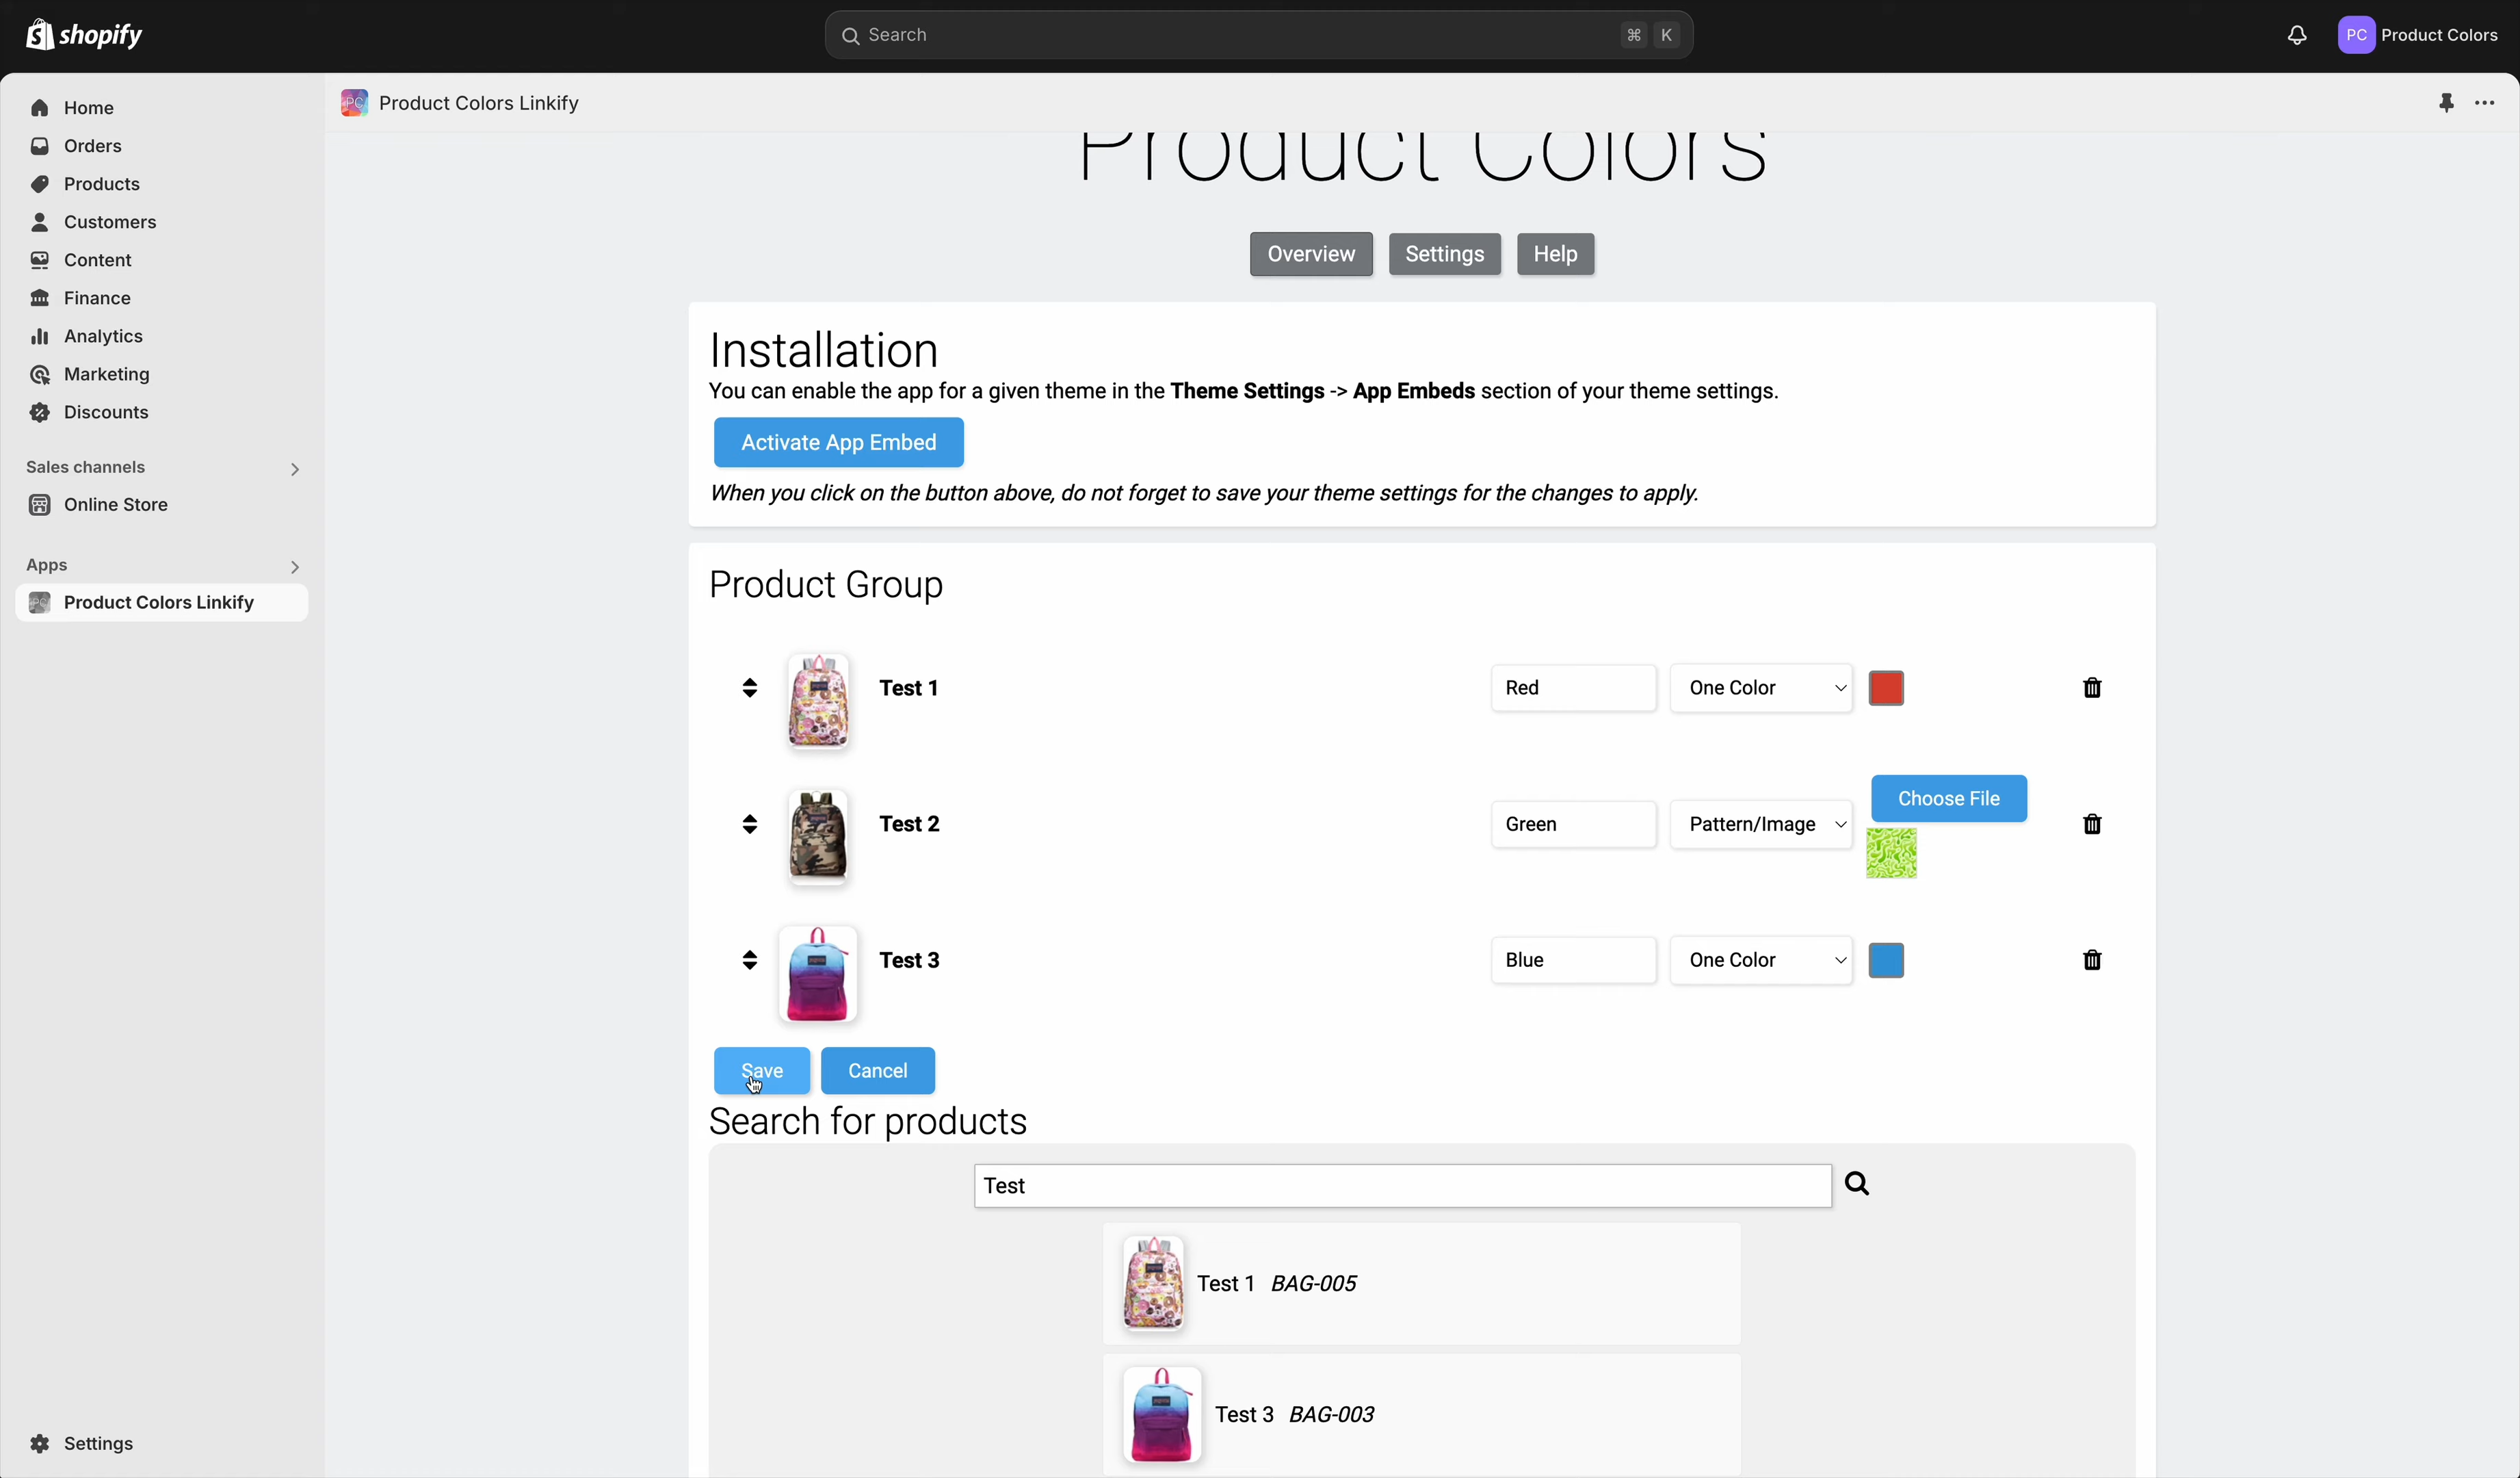 shopify
Search
⌘ K
PC Product Colors
Home
Orders
Products
Customers
Content
Finance
Analytics
Marketing
Discounts
Sales channels
Online Store
Apps
Product Colors Linkify
Settings
PC Product Colors Linkify
Product Colors
Overview Settings Help
Installation
You can enable the app for a given theme in the Theme Settings -> App Embeds section of your theme settings.
Activate App Embed
When you click on the button above, do not forget to save your theme settings for the changes to apply.
Product Group
Test 1 Red One Color
Test 2 Green Pattern/Image Choose File
Test 3 Blue One Color
Save Cancel
Search for products
Test
Test 1 BAG-005
Test 3 BAG-003